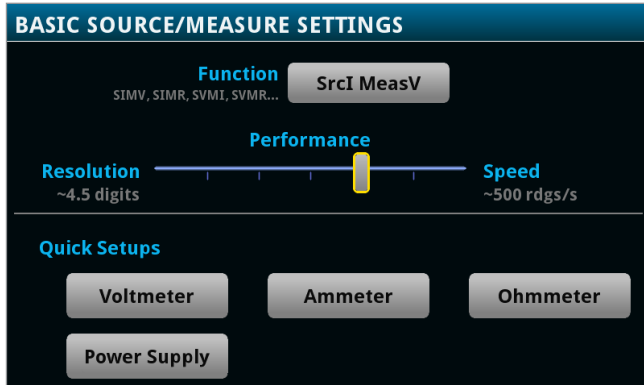 BASIC SOURCE/MEASURE SETTINGS
Function
SrcI MeasV
SIMV, SIMR, SVMI, SVMR...
Performance
Resolution
Speed
~4.5 digits
~500 rdgs/s
Quick Setups
Voltmeter
Ammeter
Ohmmeter
Power Supply